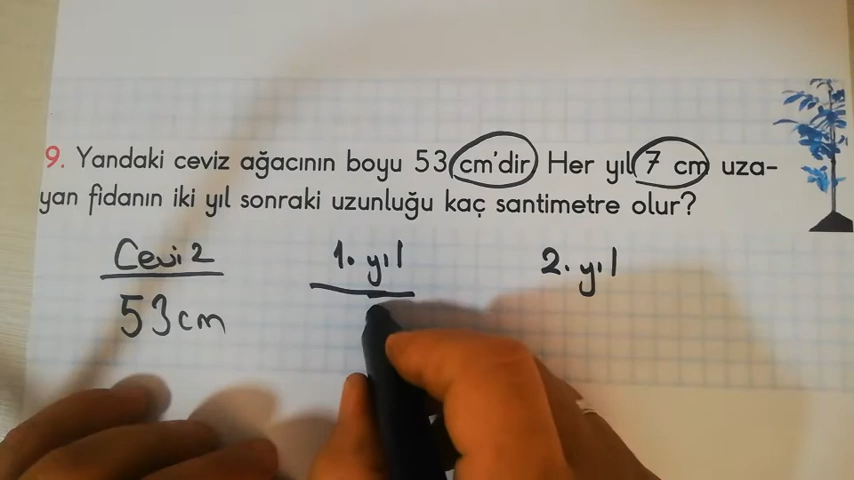 9. Yandaki ceviz ağacının boyu 53 cm'dir Her yıl 7 cm uza-
yan fidanın iki yıl sonraki uzunluğu kaç santimetre olur?
Ceviz 1. yıl 2. yıl
53 cm